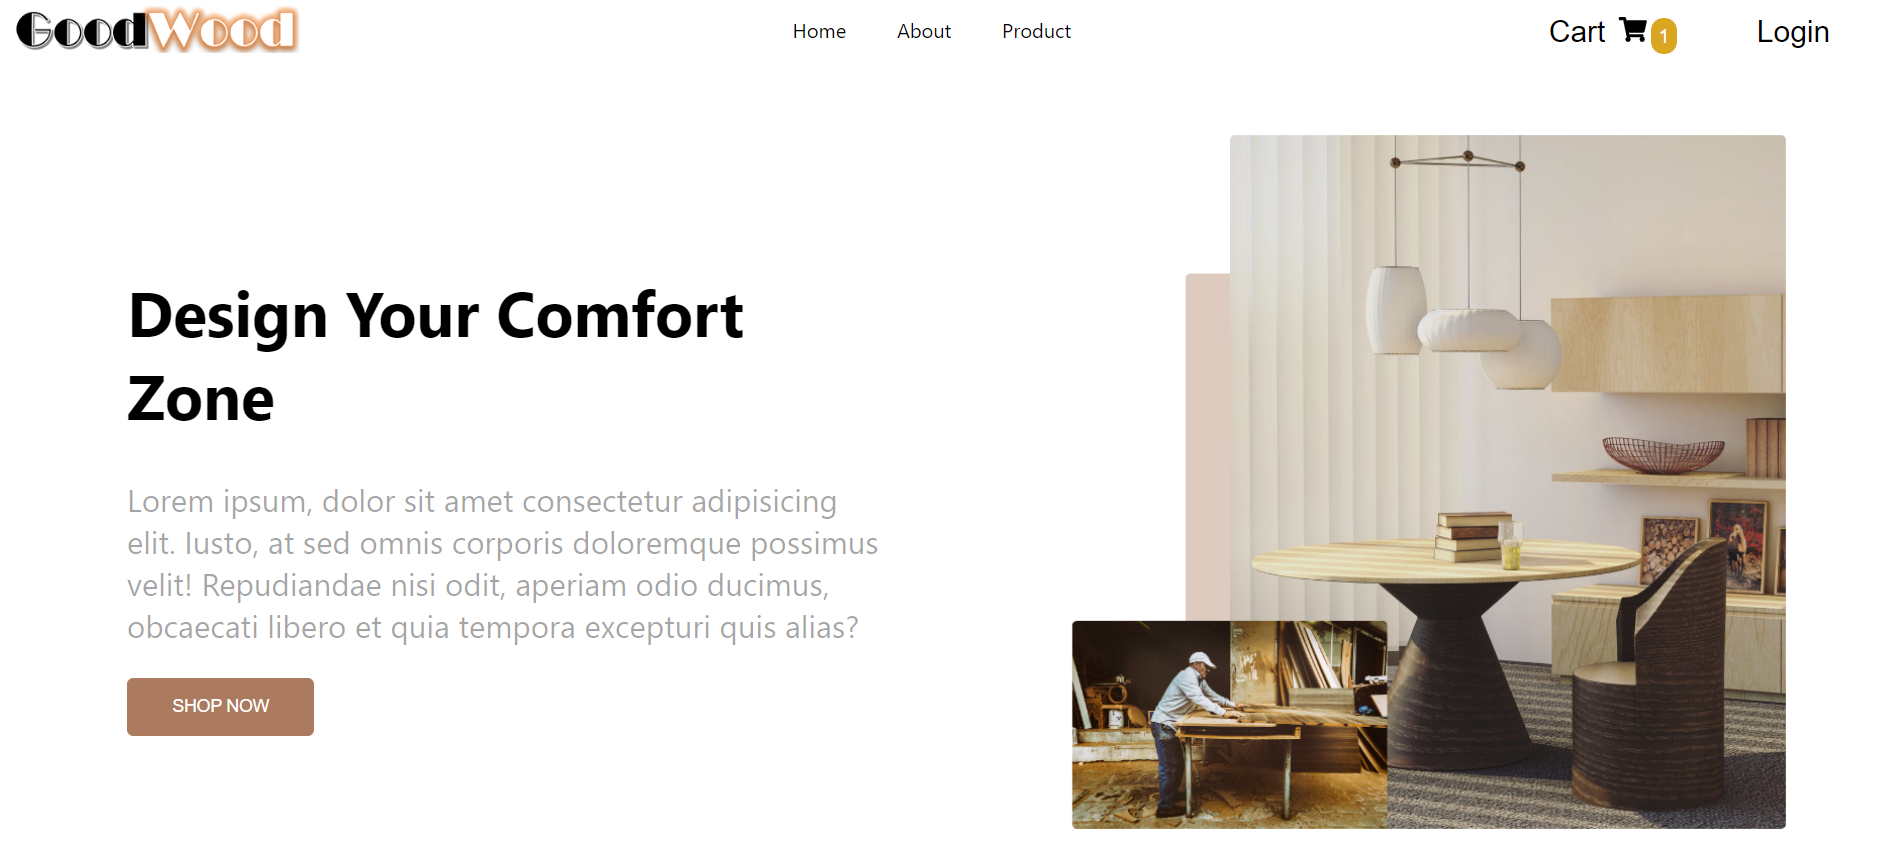 GoodWood
Home About Product
Cart 1 Login
Design Your Comfort
Zone
Lorem ipsum, dolor sit amet consectetur adipisicing
elit. Iusto, at sed omnis corporis doloremque possimus
velit! Repudiandae nisi odit, aperiam odio ducimus,
obcaecati libero et quia tempora excepturi quis alias?
SHOP NOW